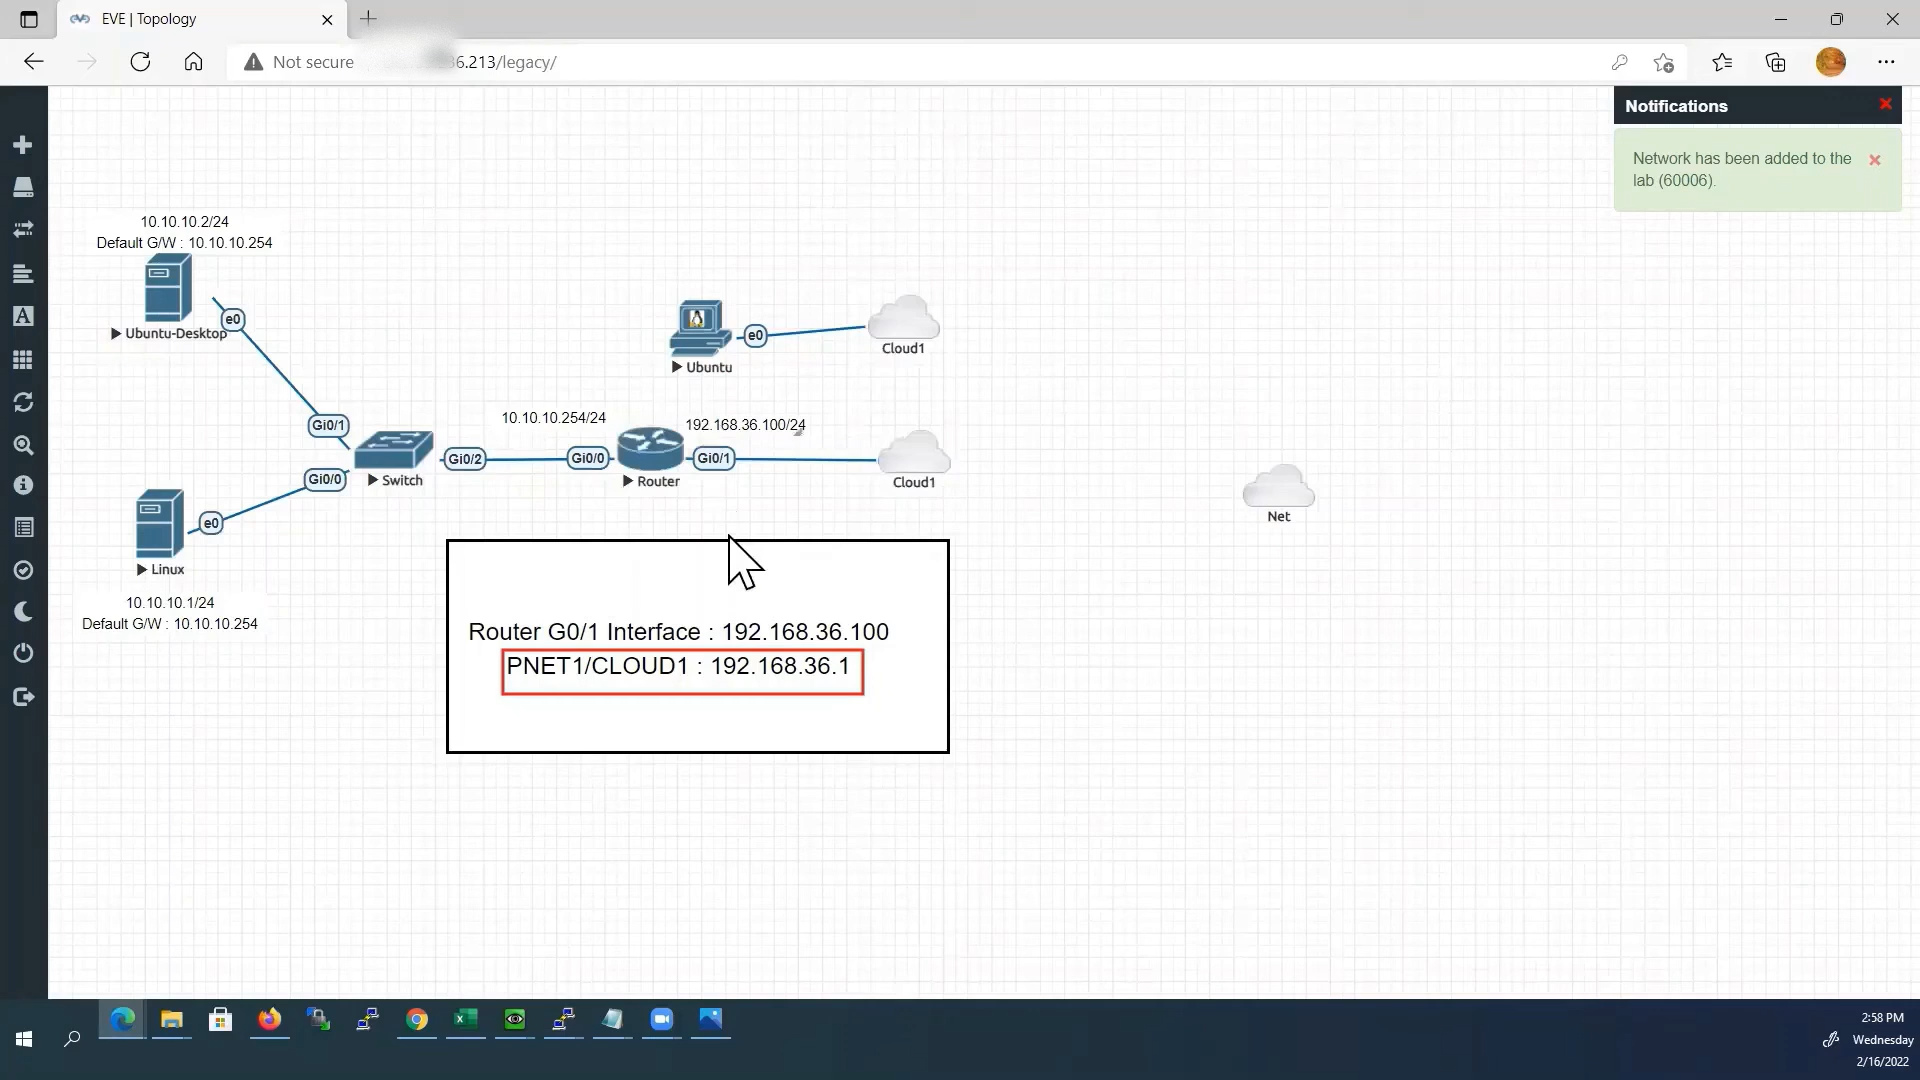 EVE | Topology
Not secure
6.213/legacy/
Notifications
Network has been added to the
lab (60006).
10.10.10.2/24
Default G/W : 10.10.10.254
e0
Ubuntu-Desktop
e0
Cloud1
Ubuntu
Gi0/1
10.10.10.254/24
192.168.36.100/24
Gi0/2
Gi0/0
Gi0/1
Gi0/0
Switch
Router
Cloud1
Net
e0
Linux
10.10.10.1/24
Default G/W : 10.10.10.254
Router G0/1 Interface : 192.168.36.100
PNET1/CLOUD1 : 192.168.36.1
2:58 PM
Wednesday
2/16/2022